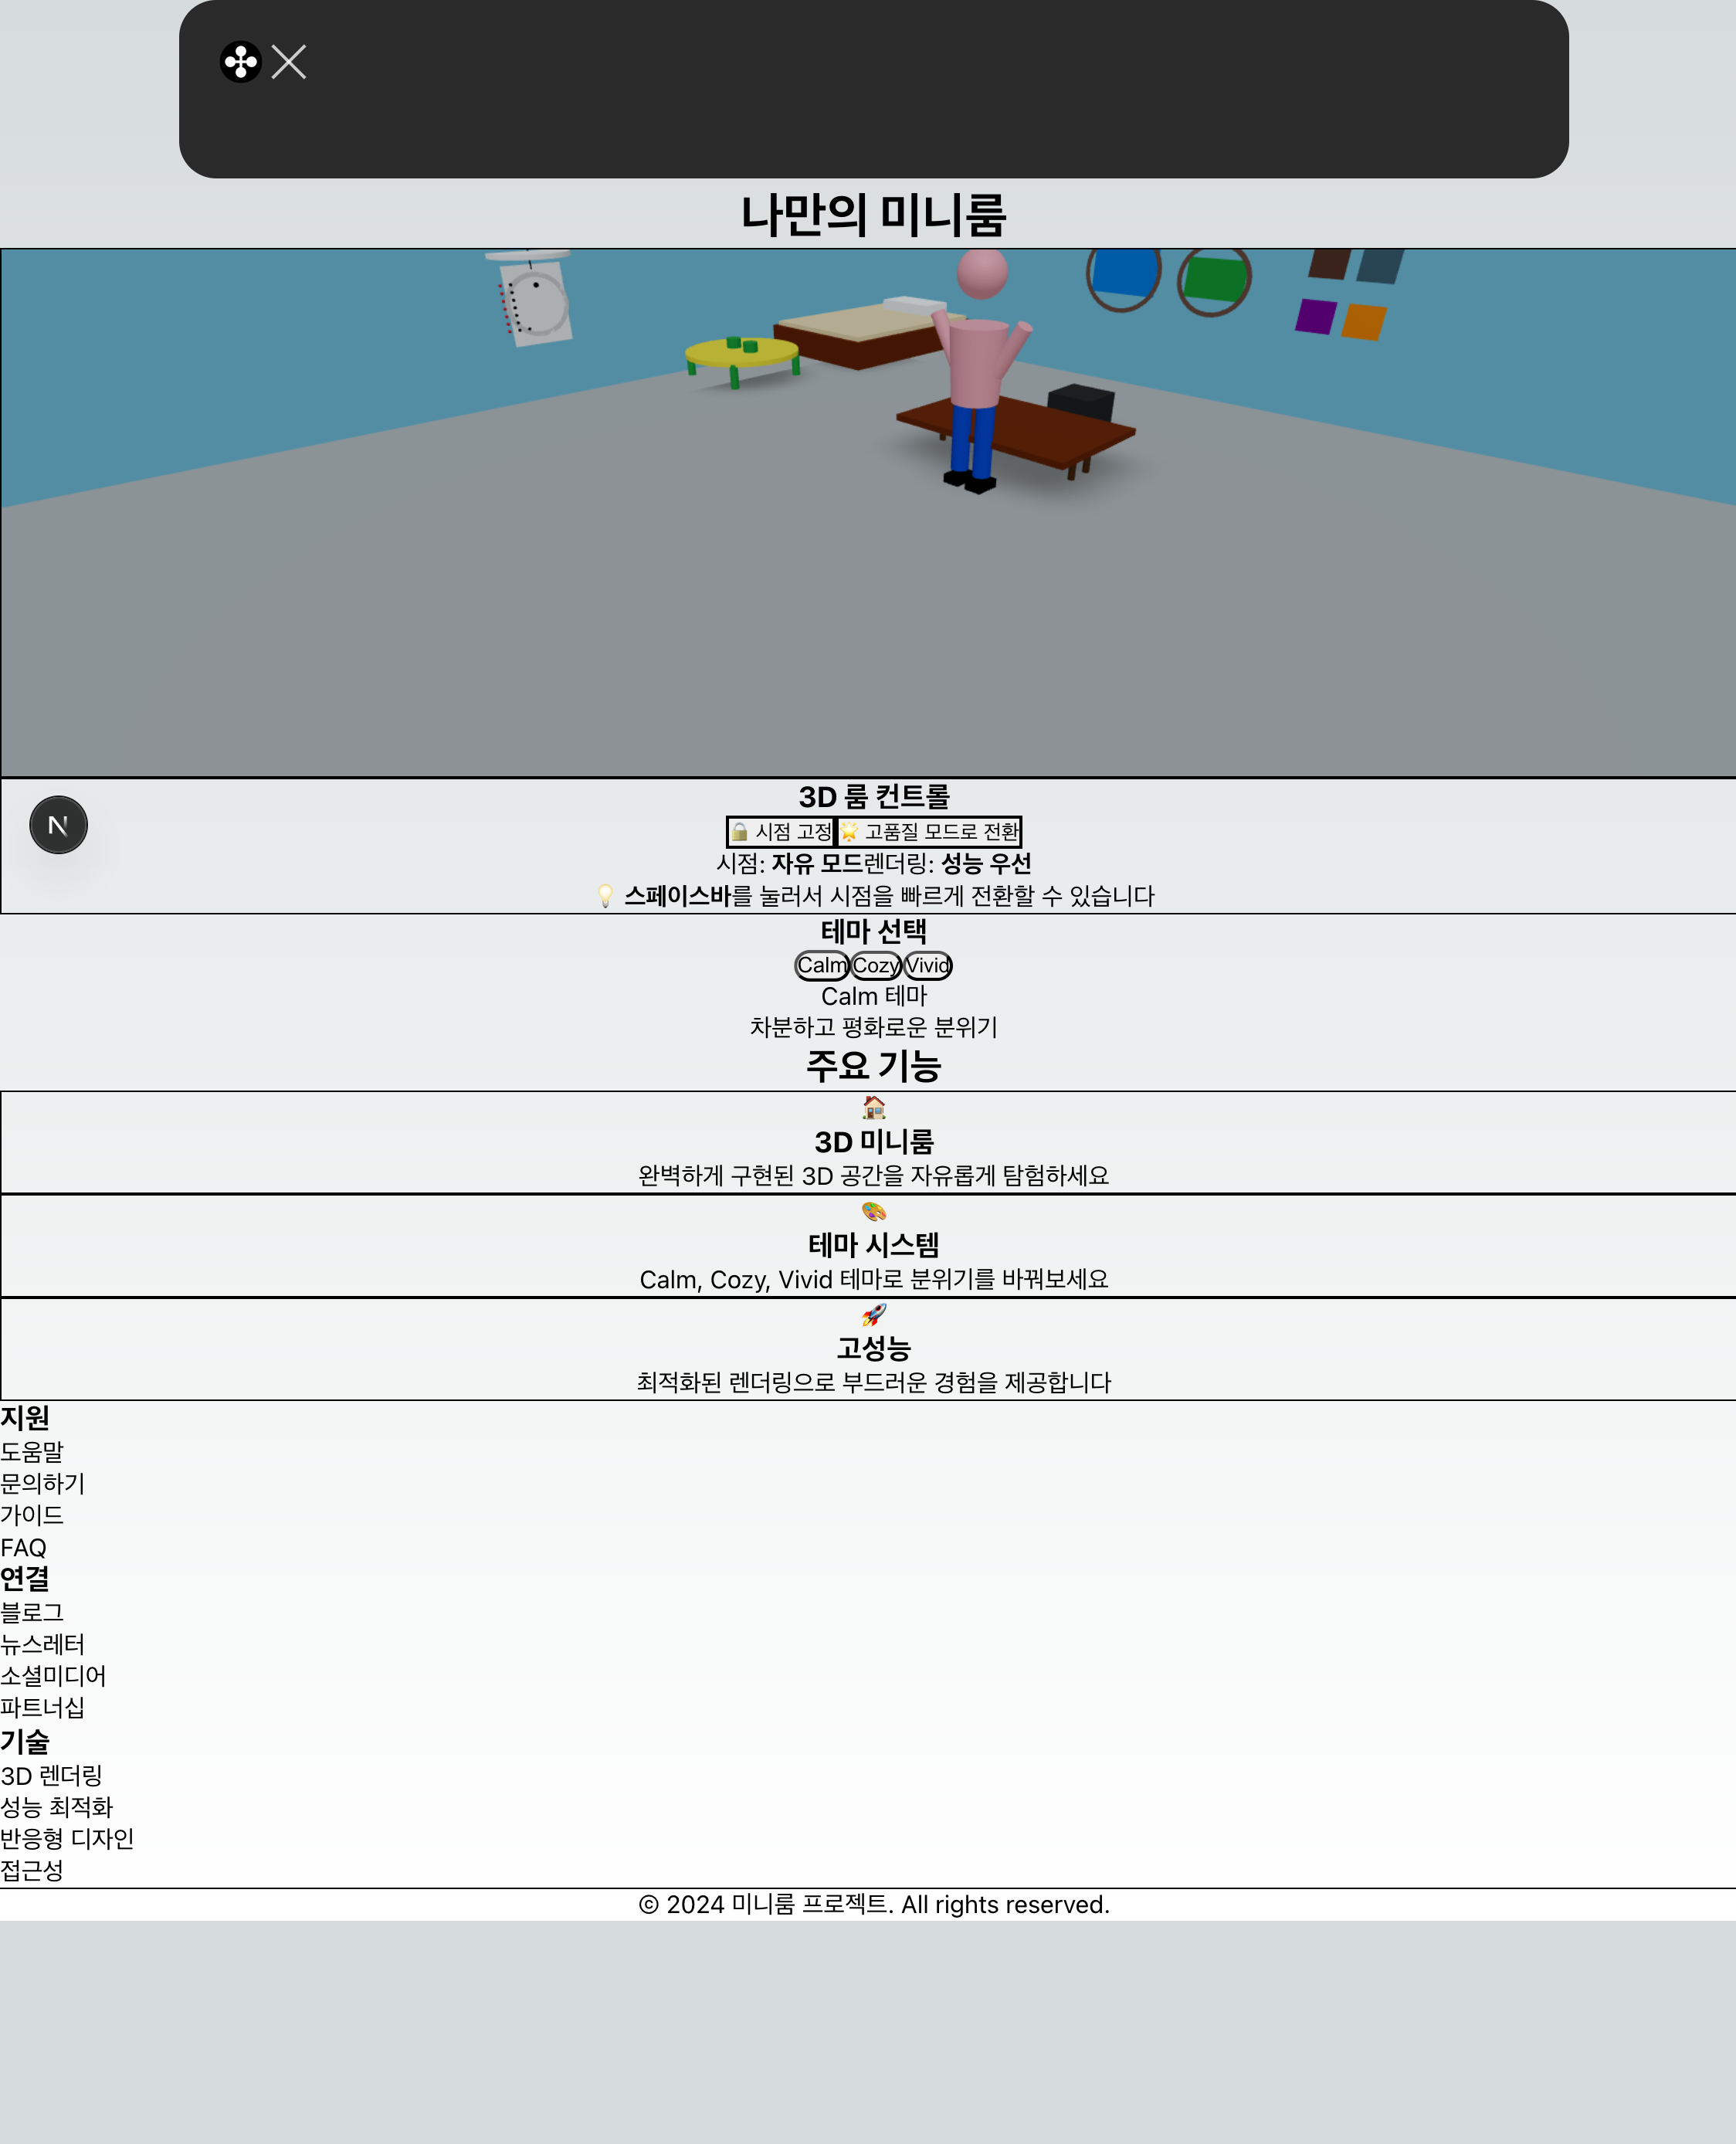 나만의 미니룸
N
3D 룸 컨트롤
🔒 시점 고정 🌟 고품질 모드로 전환
시점: 자유 모드렌더링: 성능 우선
💡 스페이스바를 눌러서 시점을 빠르게 전환할 수 있습니다
테마 선택
Calm Cozy Vivid
Calm 테마
차분하고 평화로운 분위기
주요 기능
🏠
3D 미니룸
완벽하게 구현된 3D 공간을 자유롭게 탐험하세요
🎨
테마 시스템
Calm, Cozy, Vivid 테마로 분위기를 바꿔보세요
🚀
고성능
최적화된 렌더링으로 부드러운 경험을 제공합니다
지원
도움말
문의하기
가이드
FAQ
연결
블로그
뉴스레터
소셜미디어
파트너십
기술
3D 렌더링
성능 최적화
반응형 디자인
접근성
© 2024 미니룸 프로젝트. All rights reserved.